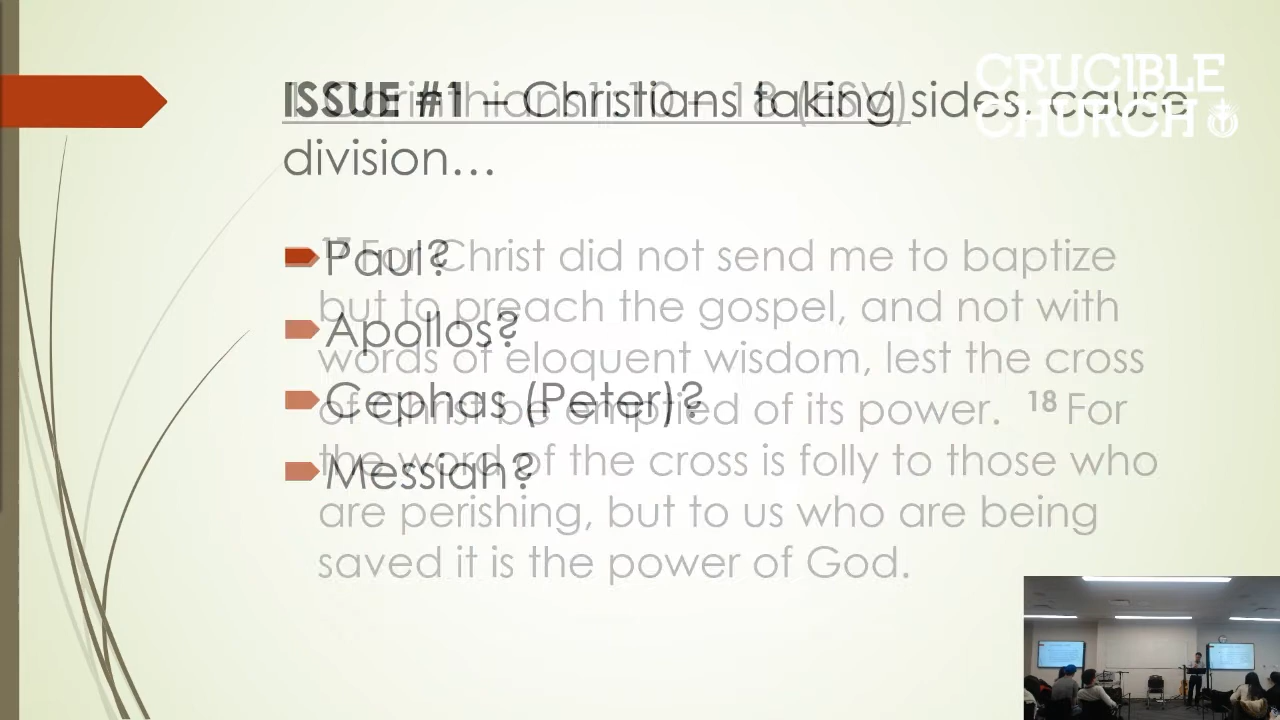 ISSUE #1 – Christians taking sides, cause
division…
I Corinthians 1:10 – 18 (ESV)
CRUCIBLE
CHURCH
Paul?
Apollos?
Cephas (Peter)?
Messiah?
17 For Christ did not send me to baptize
but to preach the gospel, and not with
words of eloquent wisdom, lest the cross
of Christ be emptied of its power. 18 For
the word of the cross is folly to those who
are perishing, but to us who are being
saved it is the power of God.